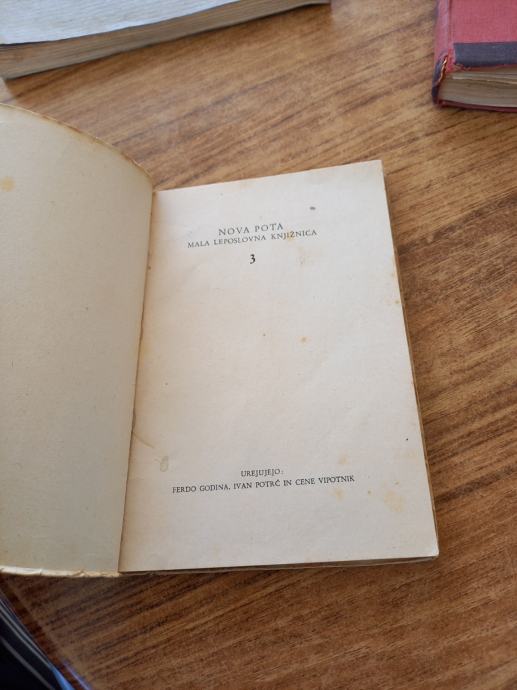 NOVA POTA
MALA LEPOSLOVNA KNJIŽNICA
3
UREJUJEJO:
FERDO GODINA, IVAN POTRČ IN CENE VIPOTNIK